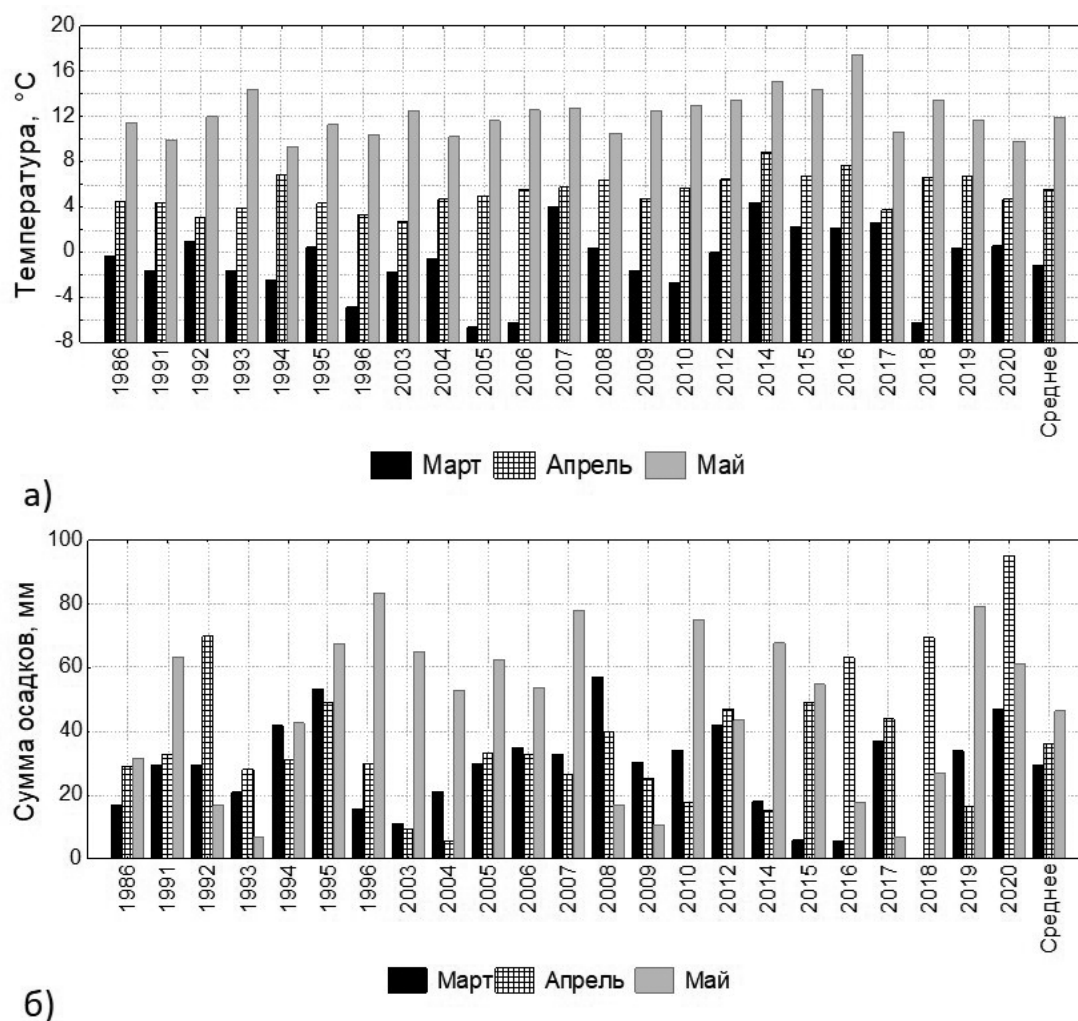 Температура, °C
20
16
12
8
4
0
-4
-8
1986 1991 1992 1993 1994 1995 1996 2003 2004 2005 2006 2007 2008 2009 2010 2012 2014 2015 2016 2017 2018 2019 2020 Среднее
Март Апрель Май
а)
Сумма осадков, мм
100
80
60
40
20
0
1986 1991 1992 1993 1994 1995 1996 2003 2004 2005 2006 2007 2008 2009 2010 2012 2014 2015 2016 2017 2018 2019 2020 Среднее
Март Апрель Май
б)